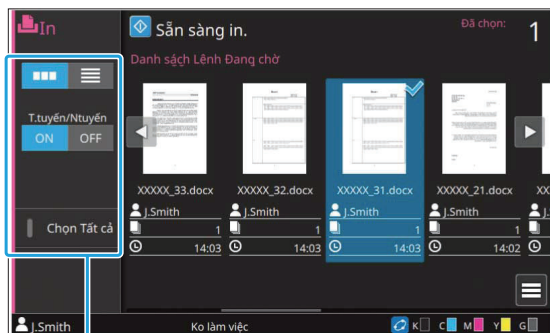 In
Sẵn sàng in.
Đã chọn: 1
Danh sách Lệnh Đang chờ
T.tuyến/Ntuyến
ON OFF
Chọn Tất cả
XXXXX_33.docx XXXXX_32.docx XXXXX_31.docx XXXXX_21.docx XX
J.Smith J.Smith J.Smith J.Smith J.
1 1 1 1
14:03 14:03 14:03 14:02
J.Smith Ko làm việc K C M Y G